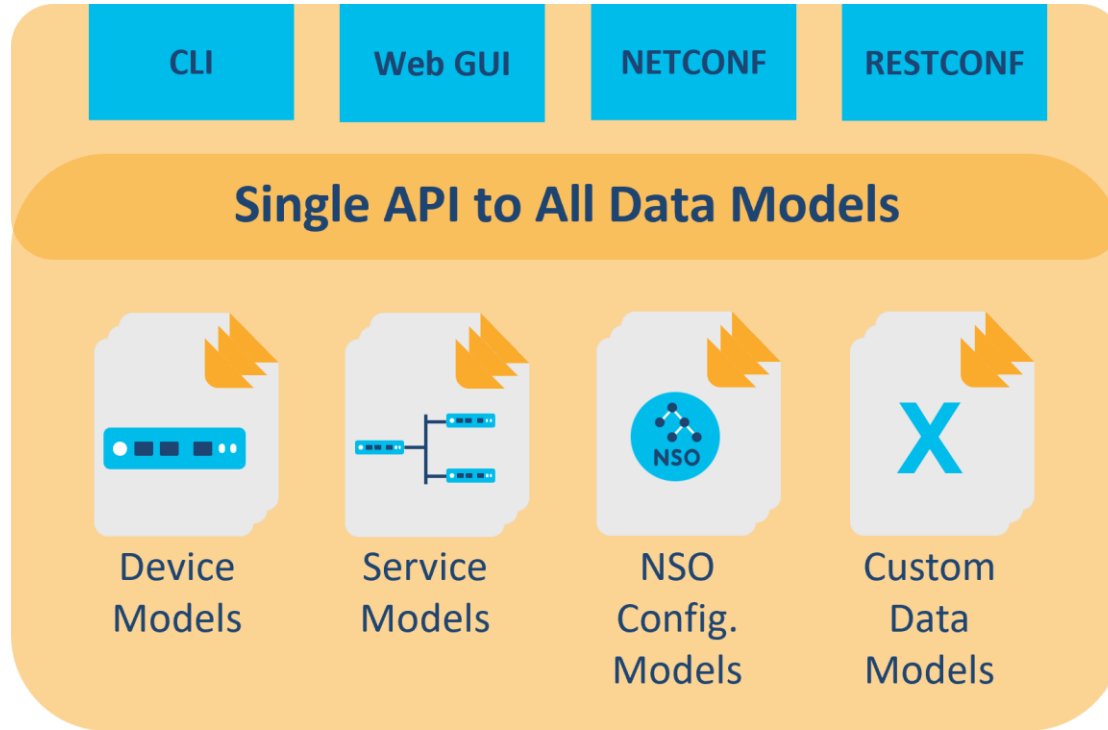 CLI
Web GUI
NETCONF
RESTCONF
Single API to All Data Models
NSO
X
Device
Models
Service
Models
NSO
Config.
Models
Custom
Data
Models